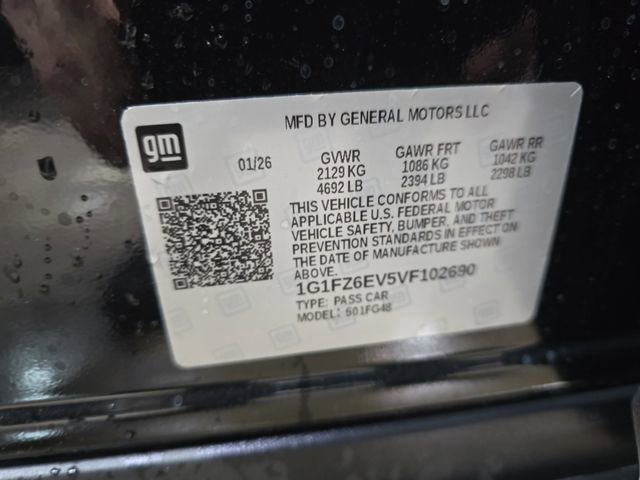 MFD BY GENERAL MOTORS LLC
gm
01/26
GVWR GAWR FRT GAWR RR
2129 KG 1086 KG 1042 KG
4692 LB 2394 LB 2298 LB
THIS VEHICLE CONFORMS TO ALL
APPLICABLE U.S. FEDERAL MOTOR
VEHICLE SAFETY, BUMPER, AND THEFT
PREVENTION STANDARDS IN EFFECT ON
THE DATE OF MANUFACTURE SHOWN
ABOVE.
1G1FZ6EV5VF102690
TYPE: PASS CAR
MODEL: 501FG48